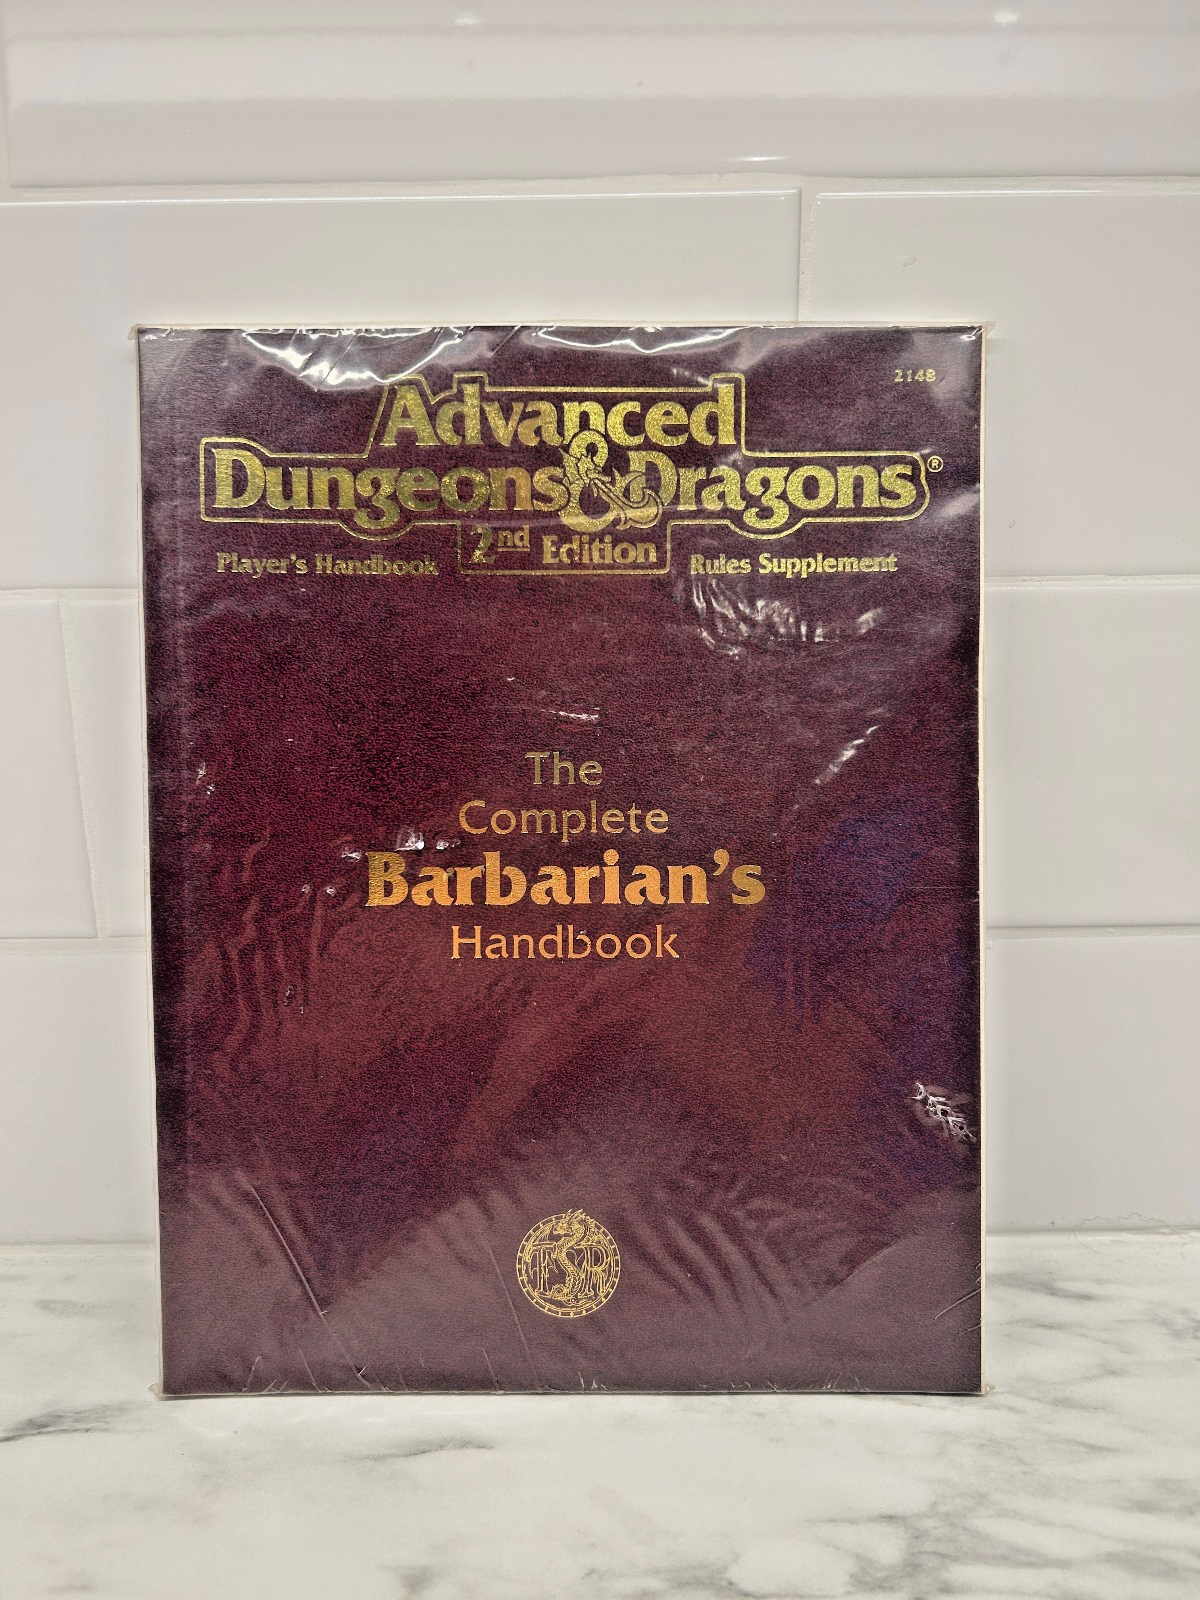 2148
Advanced
Dungeons & Dragons®
2nd Edition
Player's Handbook Rules Supplement
The
Complete
Barbarian's
Handbook
TSR